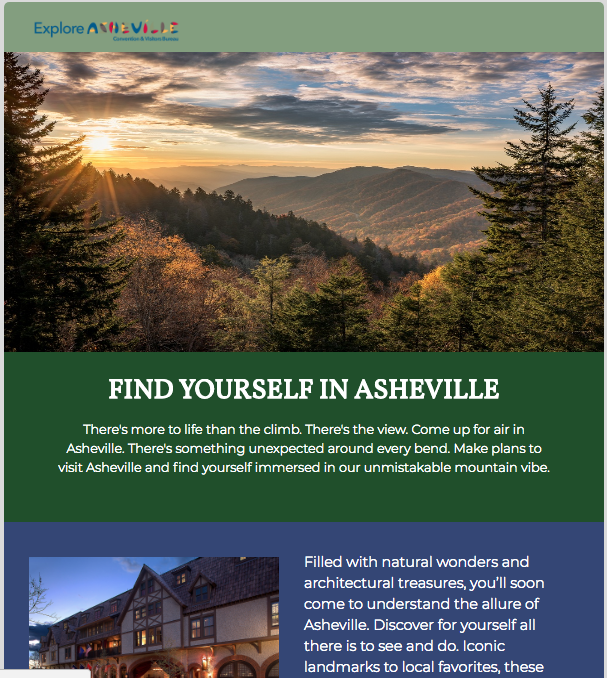 Explore ASHEVILLE
Convention & Visitors Bureau
FIND YOURSELF IN ASHEVILLE
There's more to life than the climb. There's the view. Come up for air in
Asheville. There's something unexpected around every bend. Make plans to
visit Asheville and find yourself immersed in our unmistakable mountain vibe.
Filled with natural wonders and
architectural treasures, you’ll soon
come to understand the allure of
Asheville. Discover for yourself all
there is to see and do. Iconic
landmarks to local favorites, these